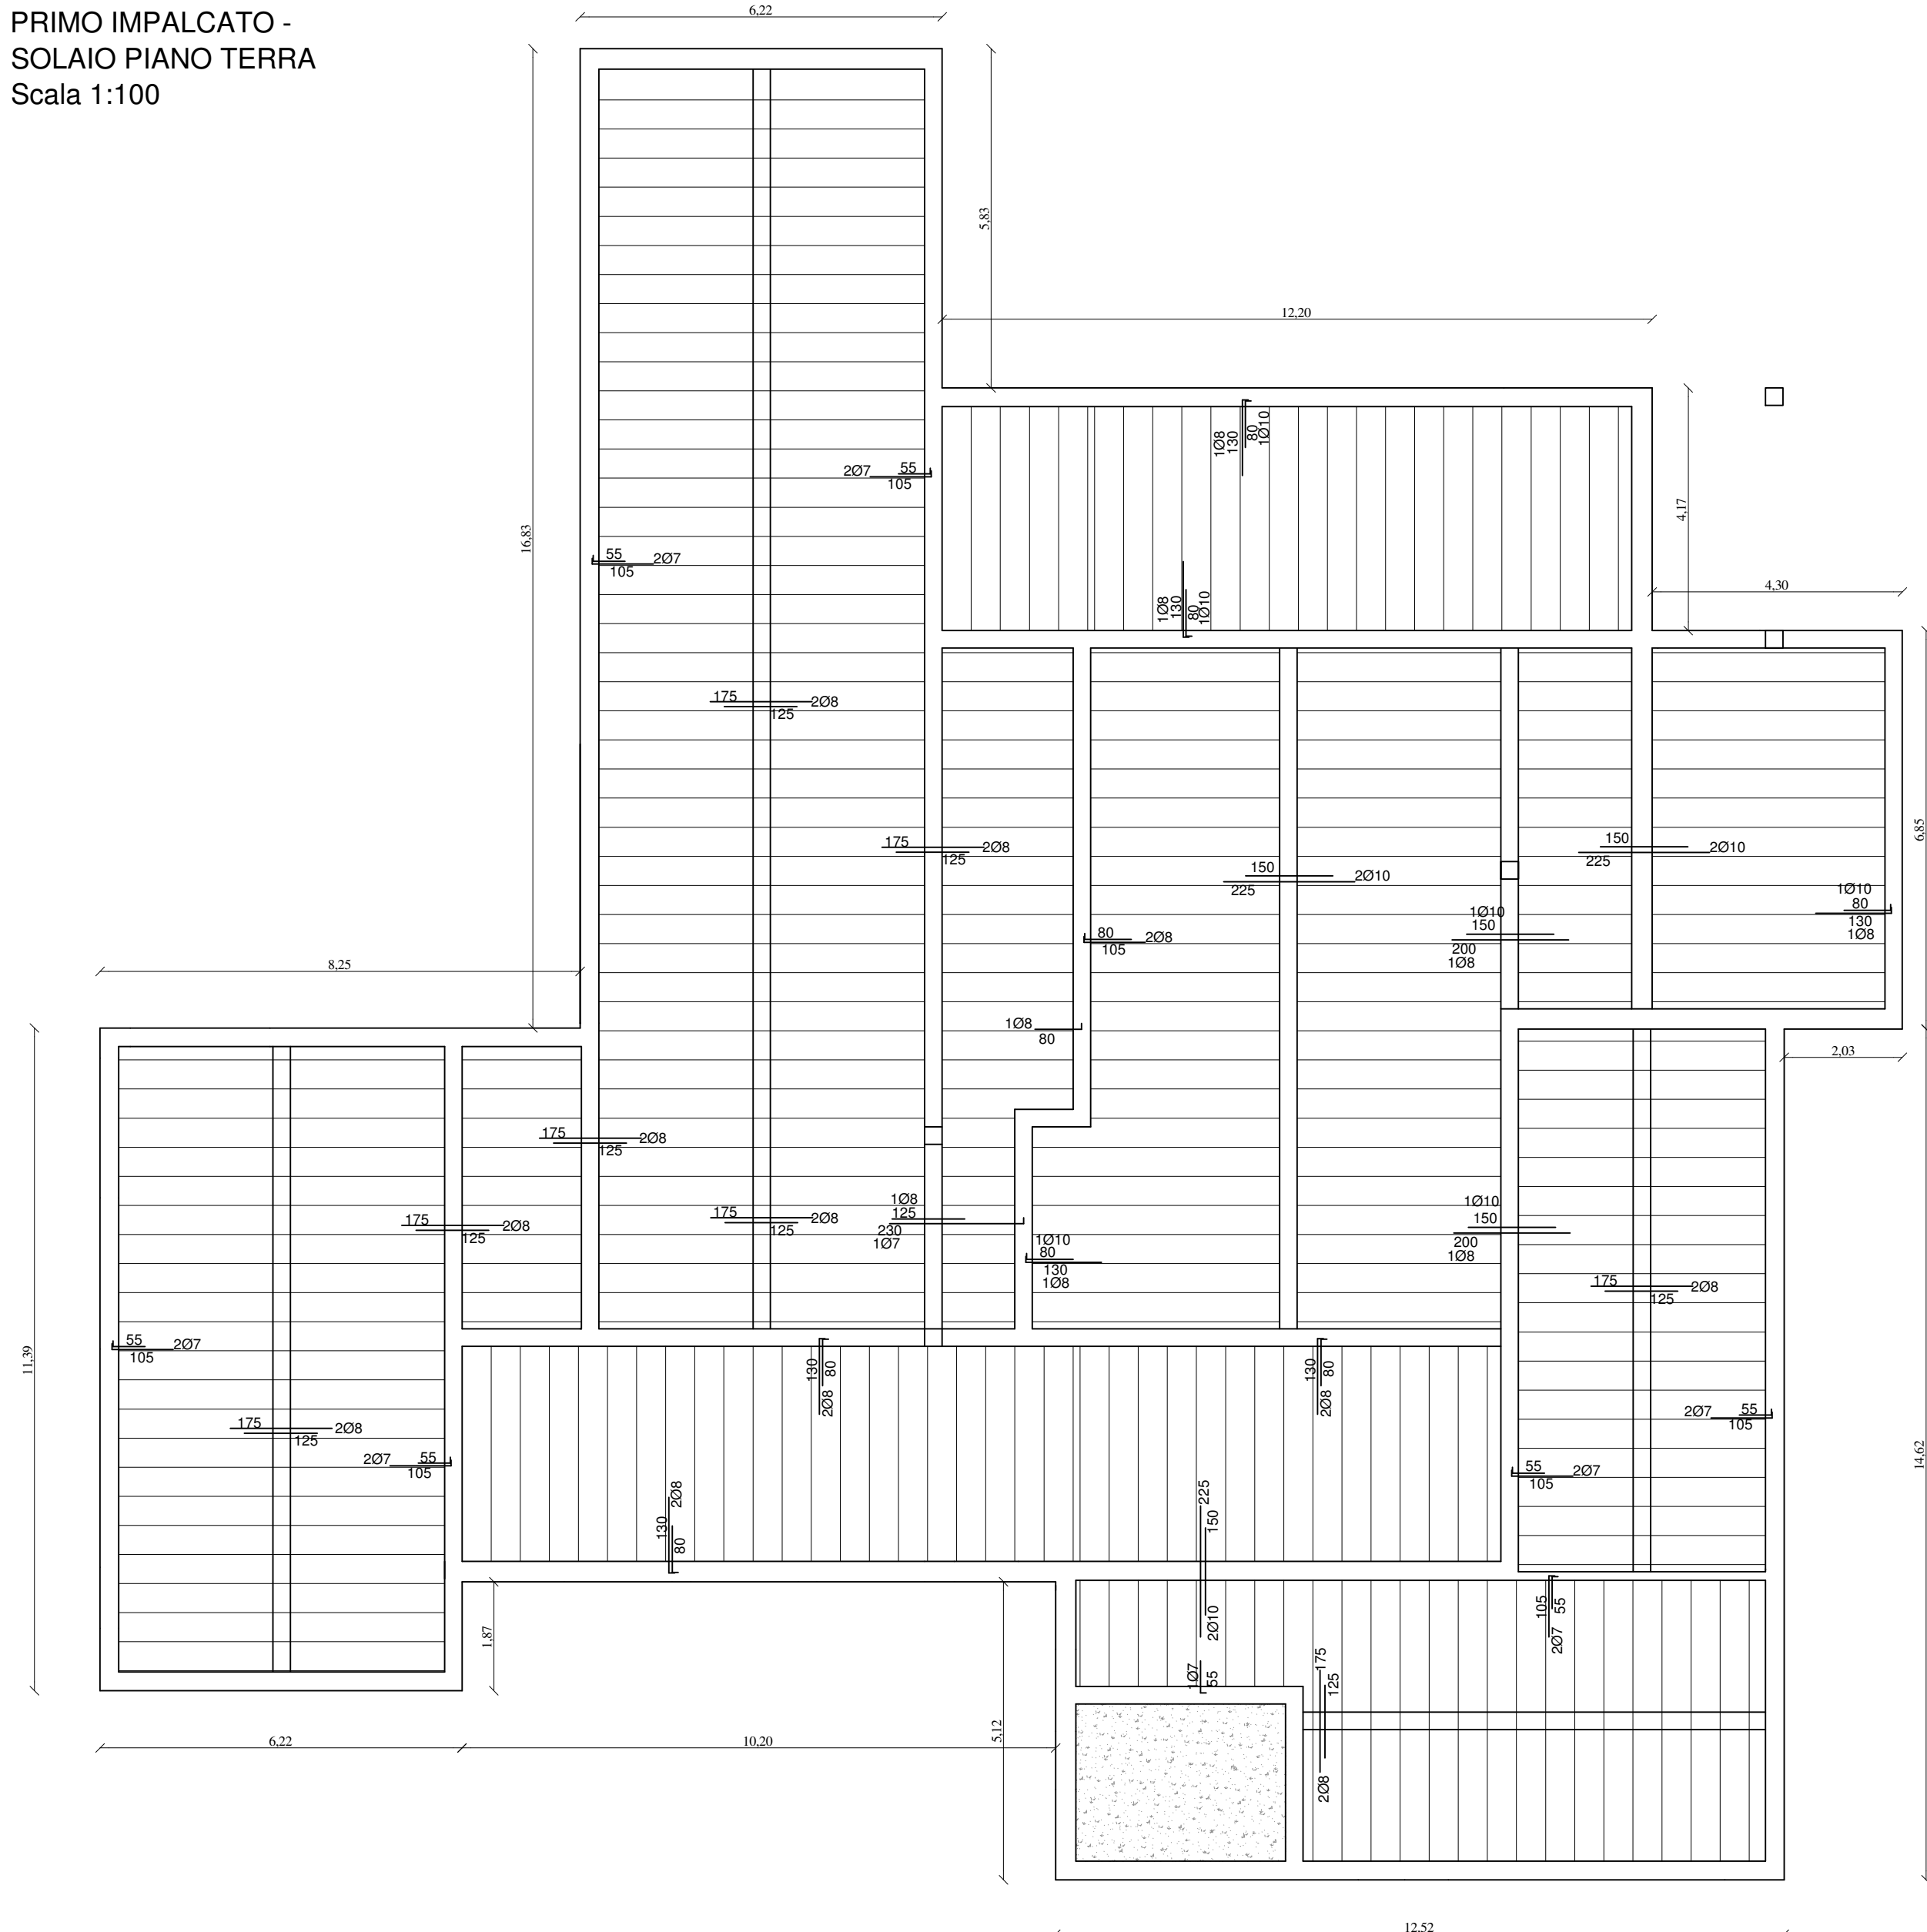 PRIMO IMPALCATO -
SOLAIO PIANO TERRA
Scala 1:100
6,22
5,83
12,20
16,83
4,17
4,30
6,85
8,25
2,03
11,39
14,62
1,87
5,12
6,22
10,20
12,52
1Ø8
130
80
1Ø10
2Ø7
55
105
55
2Ø7
105
1Ø8
130
80
1Ø10
175
2Ø8
125
175
2Ø8
125
150
2Ø10
225
150
2Ø10
225
1Ø10
80
130
1Ø8
1Ø10
150
200
1Ø8
80
2Ø8
105
1Ø8
80
175
2Ø8
125
175
2Ø8
125
175
2Ø8
125
1Ø8
125
230
1Ø7
1Ø10
80
130
1Ø8
1Ø10
150
200
1Ø8
175
2Ø8
125
55
2Ø7
105
130
80
2Ø8
130
80
2Ø8
175
2Ø8
125
2Ø7
55
105
2Ø7
55
105
55
2Ø7
105
2Ø8
130
80
225
150
2Ø10
105
55
2Ø7
1Ø7
55
175
125
2Ø8